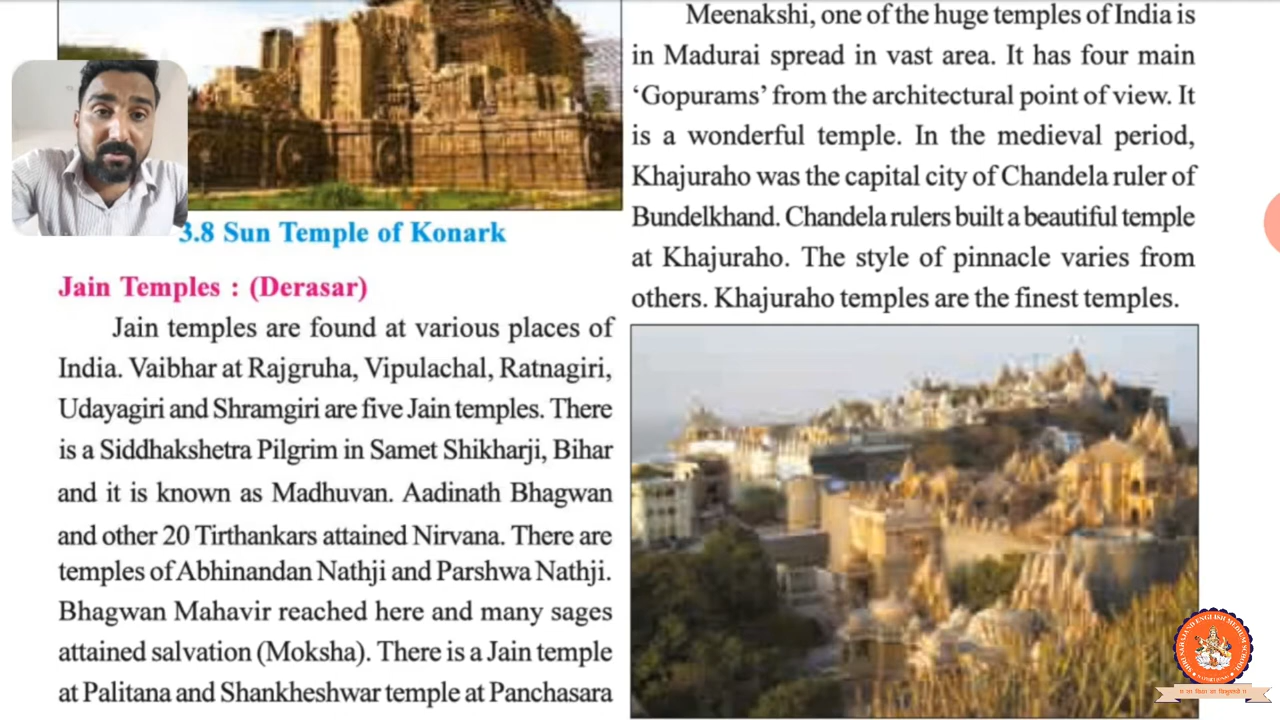 3.8 Sun Temple of Konark
Jain Temples : (Derasar)
Jain temples are found at various places of
India. Vaibhar at Rajgruha, Vipulachal, Ratnagiri,
Udayagiri and Shramgiri are five Jain temples. There
is a Siddhakshetra Pilgrim in Samet Shikharji, Bihar
and it is known as Madhuvan. Aadinath Bhagwan
and other 20 Tirthankars attained Nirvana. There are
temples of Abhinandan Nathji and Parshwa Nathji.
Bhagwan Mahavir reached here and many sages
attained salvation (Moksha). There is a Jain temple
at Palitana and Shankheshwar temple at Panchasara
Meenakshi, one of the huge temples of India is
in Madurai spread in vast area. It has four main
‘Gopurams’ from the architectural point of view. It
is a wonderful temple. In the medieval period,
Khajuraho was the capital city of Chandela ruler of
Bundelkhand. Chandela rulers built a beautiful temple
at Khajuraho. The style of pinnacle varies from
others. Khajuraho temples are the finest temples.